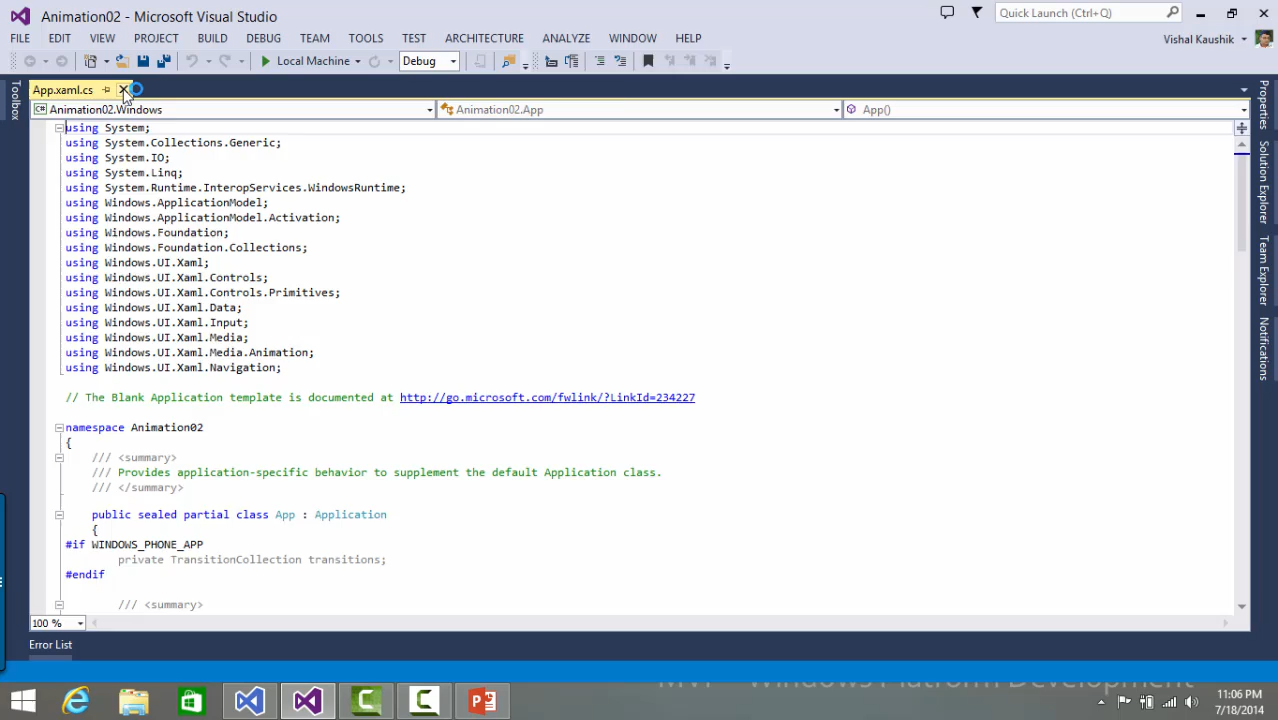 Animation02 - Microsoft Visual Studio
Quick Launch (Ctrl+Q)
FILE EDIT VIEW PROJECT BUILD DEBUG TEAM TOOLS TEST ARCHITECTURE ANALYZE WINDOW HELP
Vishal Kaushik
Local Machine Debug
App.xaml.cs
Toolbox
Properties
Solution Explorer
Team Explorer
Notifications
C# Animation02.Windows Animation02.App App()
using System;
using System.Collections.Generic;
using System.IO;
using System.Linq;
using System.Runtime.InteropServices.WindowsRuntime;
using Windows.ApplicationModel;
using Windows.ApplicationModel.Activation;
using Windows.Foundation;
using Windows.Foundation.Collections;
using Windows.UI.Xaml;
using Windows.UI.Xaml.Controls;
using Windows.UI.Xaml.Controls.Primitives;
using Windows.UI.Xaml.Data;
using Windows.UI.Xaml.Input;
using Windows.UI.Xaml.Media;
using Windows.UI.Xaml.Media.Animation;
using Windows.UI.Xaml.Navigation;
// The Blank Application template is documented at http://go.microsoft.com/fwlink/?LinkId=234227
namespace Animation02
{
/// <summary>
/// Provides application-specific behavior to supplement the default Application class.
/// </summary>
public sealed partial class App : Application
{
#if WINDOWS_PHONE_APP
private TransitionCollection transitions;
#endif
/// <summary>
100 %
Error List
MVP - Windows Platform Development
11:06 PM
7/18/2014